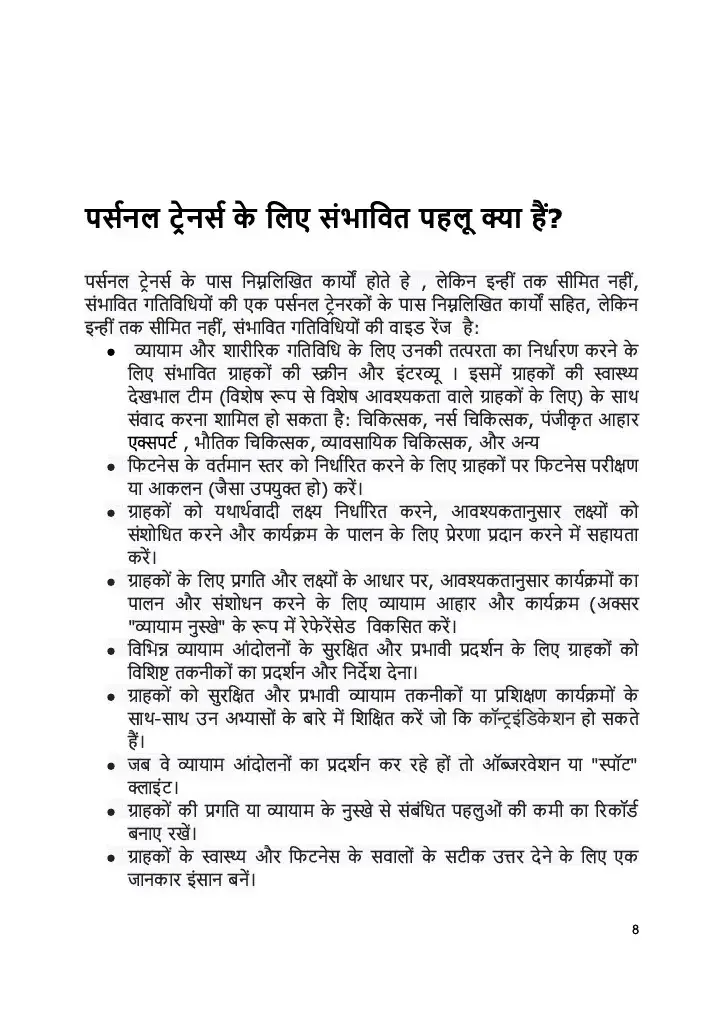 पर्सनल ट्रेनर्स के लिए संभावित पहलू क्या हैं?
पर्सनल ट्रेनर्स के पास निम्नलिखित कार्यों होते हे , लेकिन इन्हीं तक सीमित नहीं,
संभावित गतिविधियों की एक पर्सनल ट्रेनरकों के पास निम्नलिखित कार्यों सहित, लेकिन
इन्हीं तक सीमित नहीं, संभावित गतिविधियों की वाइड रेंज है:
● व्यायाम और शारीरिक गतिविधि के लिए उनकी तत्परता का निर्धारण करने के
लिए संभावित ग्राहकों की स्क्रीन और इंटरव्यू । इसमें ग्राहकों की स्वास्थ्य
देखभाल टीम (विशेष रूप से विशेष आवश्यकता वाले ग्राहकों के लिए) के साथ
संवाद करना शामिल हो सकता है: चिकित्सक, नर्स चिकित्सक, पंजीकृत आहार
एक्सपर्ट , भौतिक चिकित्सक, व्यावसायिक चिकित्सक, और अन्य
● फिटनेस के वर्तमान स्तर को निर्धारित करने के लिए ग्राहकों पर फिटनेस परीक्षण
या आकलन (जैसा उपयुक्त हो) करें।
● ग्राहकों को यथार्थवादी लक्ष्य निर्धारित करने, आवश्यकतानुसार लक्ष्यों को
संशोधित करने और कार्यक्रम के पालन के लिए प्रेरणा प्रदान करने में सहायता
करें।
● ग्राहकों के लिए प्रगति और लक्ष्यों के आधार पर, आवश्यकतानुसार कार्यक्रमों का
पालन और संशोधन करने के लिए व्यायाम आहार और कार्यक्रम (अक्सर
"व्यायाम नुस्खे" के रूप में रेफेरेंसेड विकसित करें।
● विभिन्न व्यायाम आंदोलनों के सुरक्षित और प्रभावी प्रदर्शन के लिए ग्राहकों को
विशिष्ट तकनीकों का प्रदर्शन और निर्देश देना।
● ग्राहकों को सुरक्षित और प्रभावी व्यायाम तकनीकों या प्रशिक्षण कार्यक्रमों के
साथ-साथ उन अभ्यासों के बारे में शिक्षित करें जो कि कॉन्ट्रइंडिकेशन हो सकते
हैं।
● जब वे व्यायाम आंदोलनों का प्रदर्शन कर रहे हों तो ऑब्जरवेशन या "स्पॉट"
क्लाइंट।
● ग्राहकों की प्रगति या व्यायाम के नुस्खे से संबंधित पहलुओं की कमी का रिकॉर्ड
बनाए रखें।
● ग्राहकों के स्वास्थ्य और फिटनेस के सवालों के सटीक उत्तर देने के लिए एक
जानकार इंसान बनें।
8